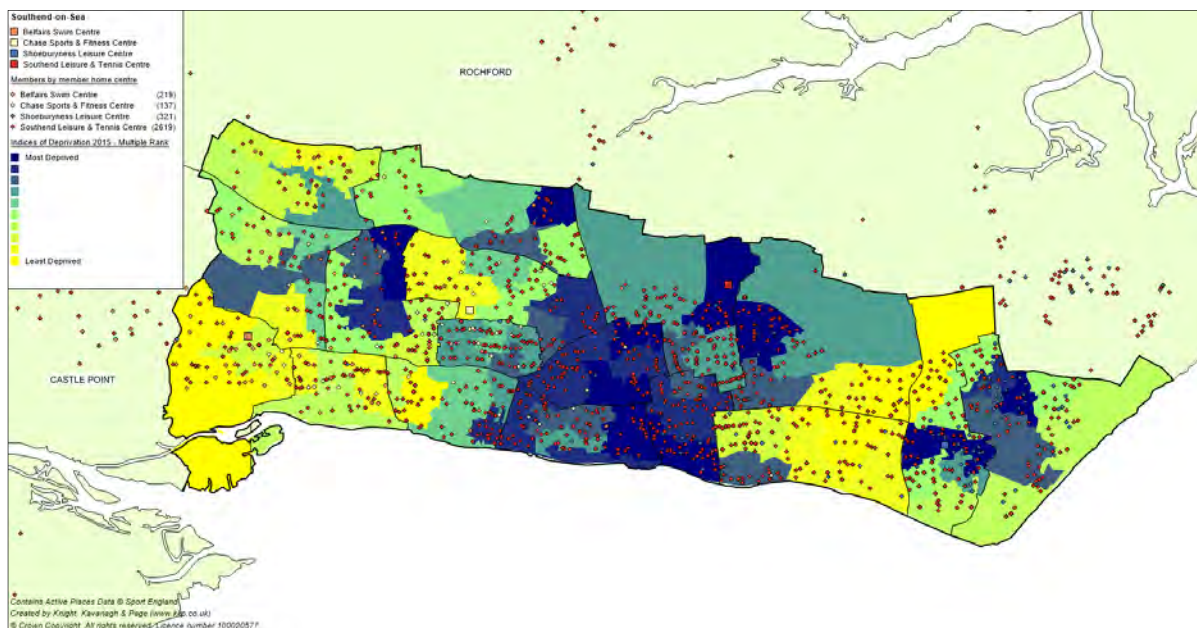 Southend-on-Sea
Belfairs Swim Centre
Chase Sports & Fitness Centre
Shoeburyness Leisure Centre
Southend Leisure & Tennis Centre
Members by member home centre
Belfairs Swim Centre (219)
Chase Sports & Fitness Centre (137)
Shoeburyness Leisure Centre (321)
Southend Leisure & Tennis Centre (2619)
Indices of Deprivation 2015 - Multiple Rank
Most Deprived
Least Deprived
ROCHFORD
CASTLE POINT
Contains Active Places Data © Sport England
Created by Knight, Kavanagh & Page (www.kkp.co.uk)
© Crown Copyright. All rights reserved. Licence number 100020577